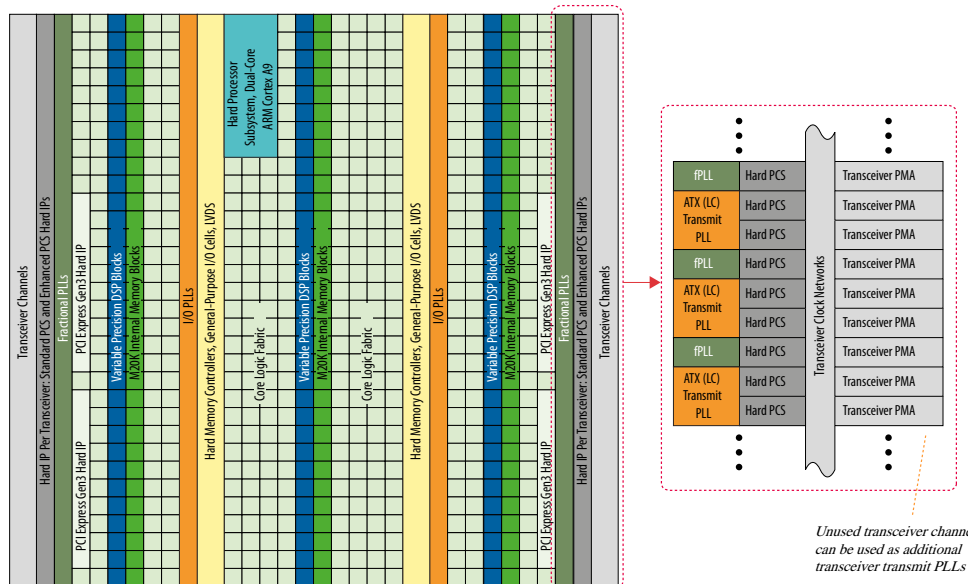 Transceiver Channels
Hard IP Per Transceiver: Standard PCS and Enhanced PCS Hard IPs
Fractional PLLs
PCI Express Gen3 Hard IP
PCI Express Gen3 Hard IP
Variable Precision DSP Blocks
M20K Internal Memory Blocks
I/O PLLs
Hard Memory Controllers, General-Purpose I/O Cells, LVDS
Hard Processor
Subsystem, Dual-Core
ARM Cortex A9
Core Logic Fabric
Variable Precision DSP Blocks
M20K Internal Memory Blocks
Core Logic Fabric
Hard Memory Controllers, General-Purpose I/O Cells, LVDS
I/O PLLs
Variable Precision DSP Blocks
M20K Internal Memory Blocks
PCI Express Gen3 Hard IP
PCI Express Gen3 Hard IP
Fractional PLLs
Hard IP Per Transceiver: Standard PCS and Enhanced PCS Hard IPs
Transceiver Channels
fPLL
ATX (LC)
Transmit
PLL
fPLL
ATX (LC)
Transmit
PLL
fPLL
ATX (LC)
Transmit
PLL
Hard PCS
Hard PCS
Hard PCS
Hard PCS
Hard PCS
Hard PCS
Hard PCS
Hard PCS
Hard PCS
Transceiver Clock Networks
Transceiver PMA
Transceiver PMA
Transceiver PMA
Transceiver PMA
Transceiver PMA
Transceiver PMA
Transceiver PMA
Transceiver PMA
Transceiver PMA
Unused transceiver
can be used as additional
transceiver transmit PLLs